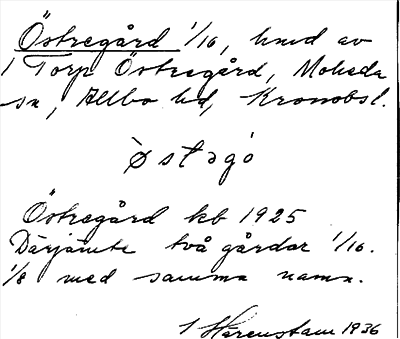 Östregård 1/16, hmd av
1 Torp Östregård, Moheda
sn, Allbo hd, Kronobsl.
`østəgó
Östregård kb 1925
Därjämte två gårdar 1/16.
1/8 med samma namn.
1 Härenstam 1936